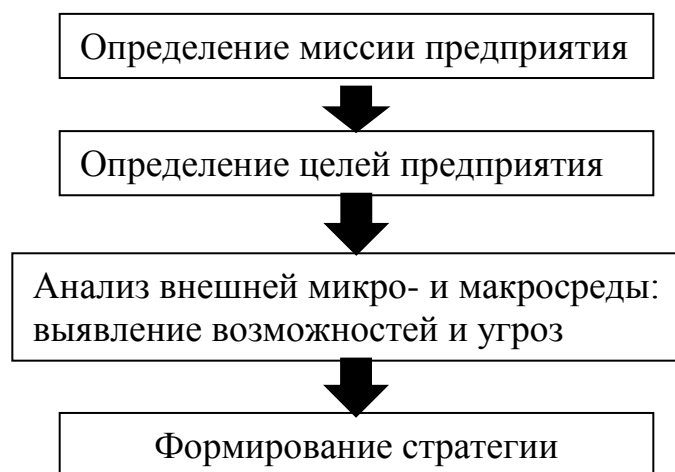 Определение миссии предприятия
Определение целей предприятия
Анализ внешней микро- и макросреды:
выявление возможностей и угроз
Формирование стратегии